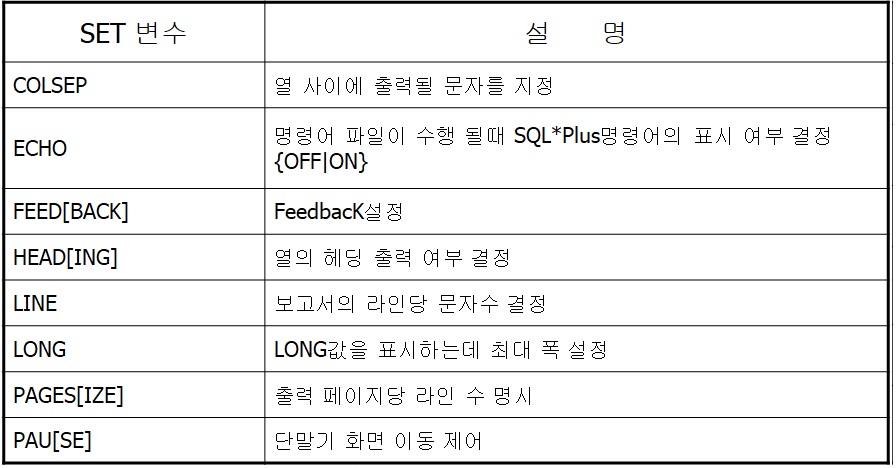 SET 변수 설 명
COLSEP 열 사이에 출력될 문자를 지정
ECHO 명령어 파일이 수행 될때 SQL*Plus명령어의 표시 여부 결정
{OFF|ON}
FEED[BACK] FeedbacK설정
HEAD[ING] 열의 헤딩 출력 여부 결정
LINE 보고서의 라인당 문자수 결정
LONG LONG값을 표시하는데 최대 폭 설정
PAGES[IZE] 출력 페이지당 라인 수 명시
PAU[SE] 단말기 화면 이동 제어